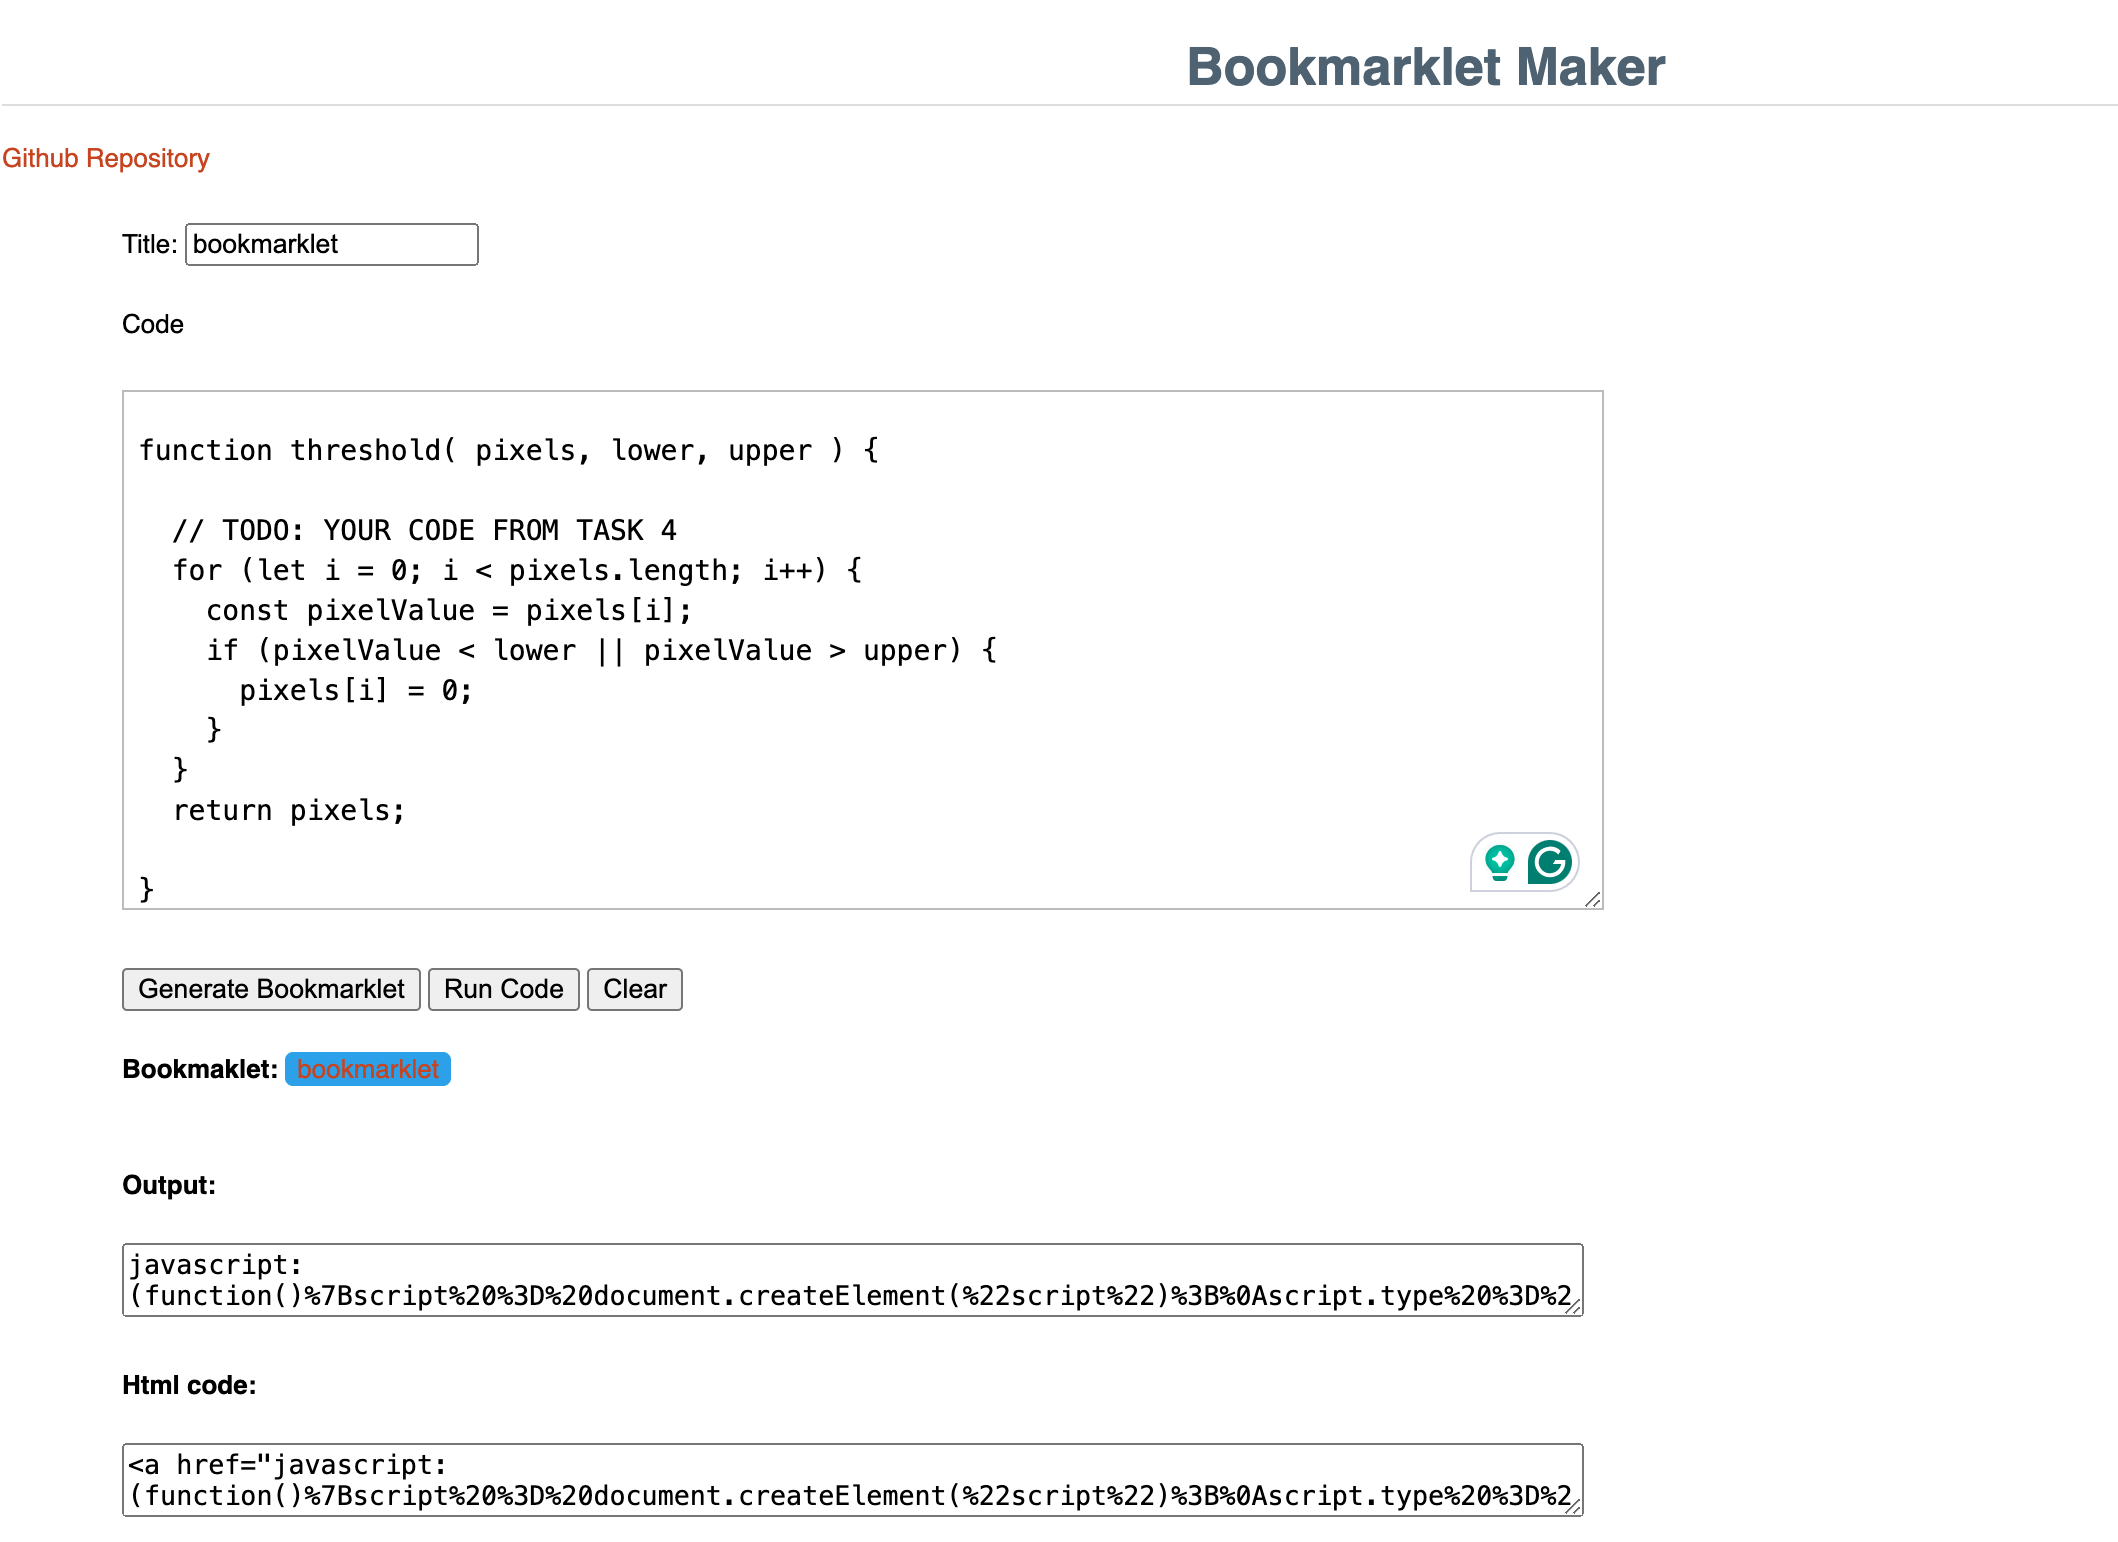 Bookmarklet Maker
Github Repository
Title: bookmarklet
Code
function threshold( pixels, lower, upper ) {
// TODO: YOUR CODE FROM TASK 4
for (let i = 0; i < pixels.length; i++) {
const pixelValue = pixels[i];
if (pixelValue < lower || pixelValue > upper) {
pixels[i] = 0;
}
}
return pixels;
}
Generate Bookmarklet Run Code Clear
Bookmaklet: bookmarklet
Output:
javascript:
(function()%7Bscript%20%3D%20document.createElement(%22script%22)%3B%0Ascript.type%20%3D%2
Html code:
<a href="javascript:
(function()%7Bscript%20%3D%20document.createElement(%22script%22)%3B%0Ascript.type%20%3D%2